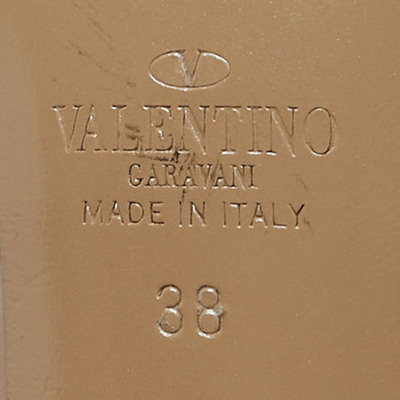 V
VALENTINO
GARAVANI
MADE IN ITALY
38